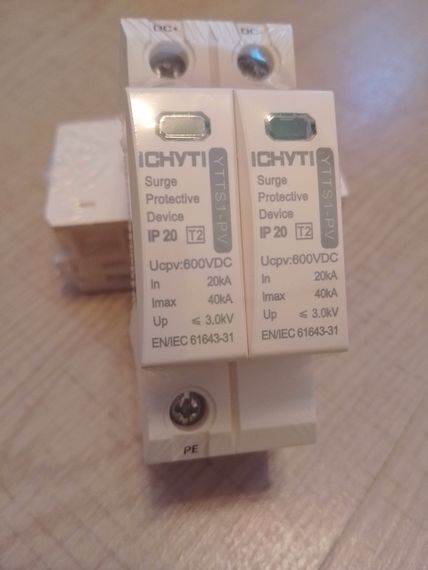 DC+
DC-
ICHYTI
YTTS1-PV
Surge
Protective
Device
IP 20 T2
Ucpv:600VDC
In 20kA
Imax 40kA
Up ≤ 3.0kV
EN/IEC 61643-31
ICHYTI
YTTS1-PV
Surge
Protective
Device
IP 20 T2
Ucpv:600VDC
In 20kA
Imax 40kA
Up ≤ 3.0kV
EN/IEC 61643-31
PE